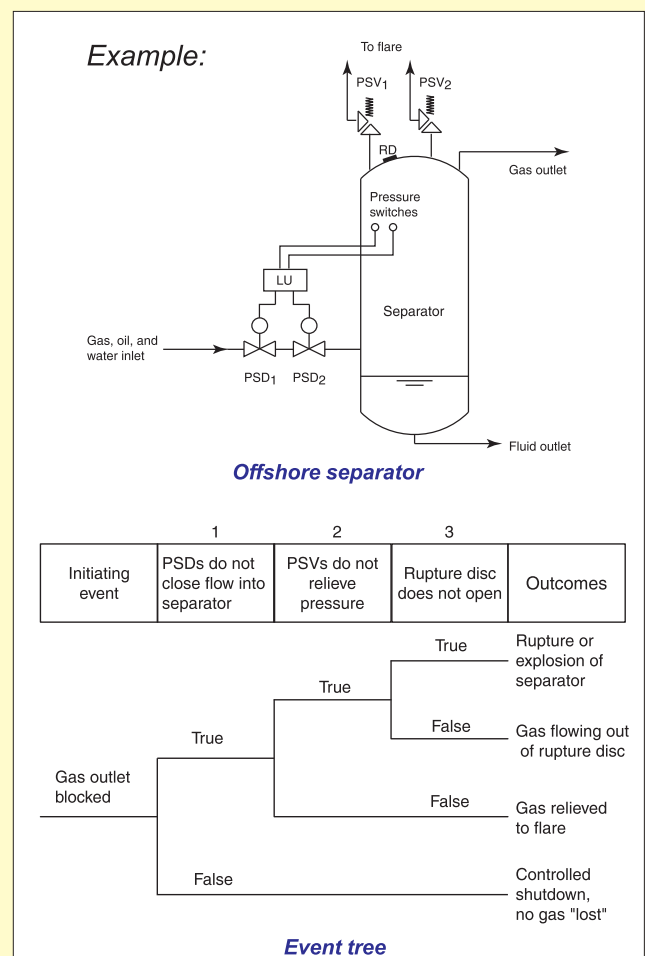 Example:
To flare
PSV1
PSV2
RD
Gas outlet
Pressure
switches
LU
Separator
Gas, oil, and
water inlet
PSD1
PSD2
Fluid outlet
Offshore separator
1
2
3
Initiating
event
PSDs do not
close flow into
separator
PSVs do not
relieve
pressure
Rupture disc
does not open
Outcomes
True
Rupture or
explosion of
separator
True
False
Gas flowing out
of rupture disc
True
Gas outlet
blocked
False
Gas relieved
to flare
False
Controlled
shutdown,
no gas "lost"
Event tree